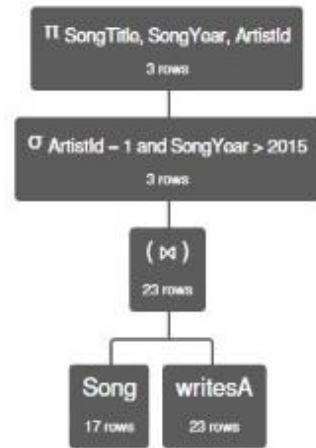 π SongTitle, SongYear, ArtistId
3 rows
σ ArtistId = 1 and SongYear > 2015
3 rows
(⋈)
23 rows
Song
17 rows
writesA
23 rows